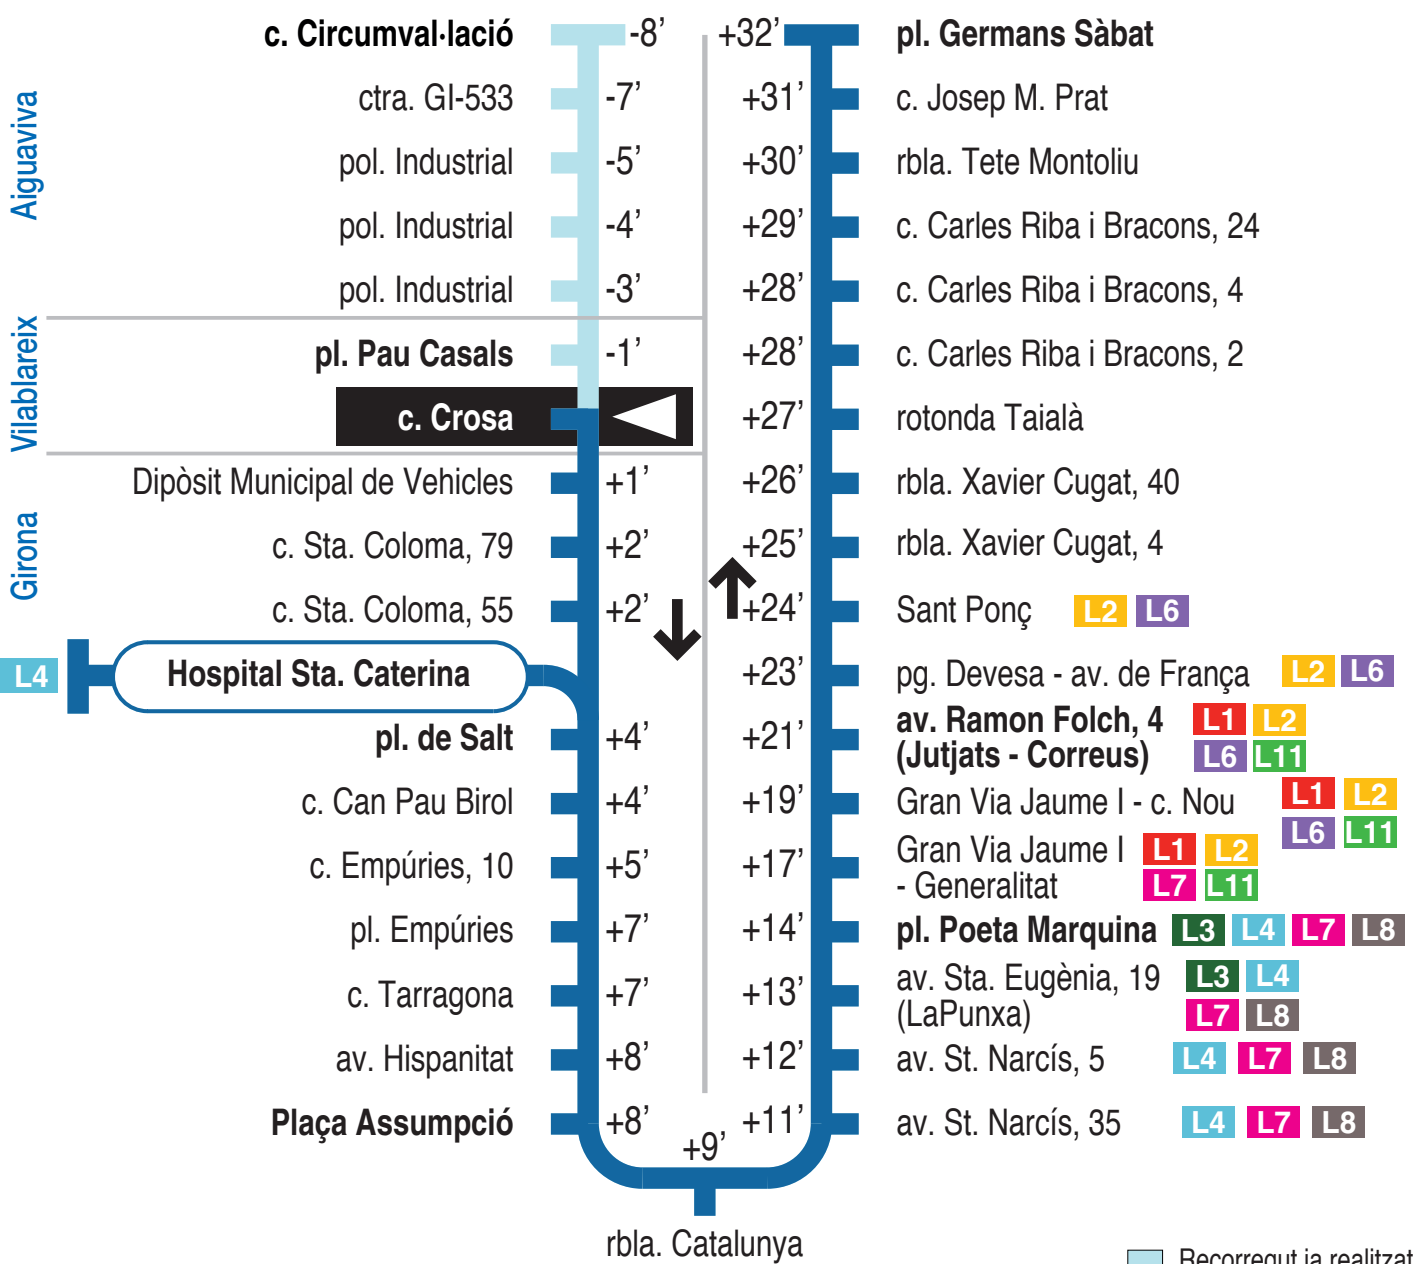 Aiguaviva
c. Circumval·lació -8’
ctra. GI-533 -7’
pol. Industrial -5’
pol. Industrial -4’
pol. Industrial -3’
Vilablareix
pl. Pau Casals -1’
c. Crosa
Girona
Dipòsit Municipal de Vehicles +1’
c. Sta. Coloma, 79 +2’
c. Sta. Coloma, 55 +2’
L4 Hospital Sta. Caterina
pl. de Salt +4’
c. Can Pau Birol +4’
c. Empúries, 10 +5’
pl. Empúries +7’
c. Tarragona +7’
av. Hispanitat +8’
Plaça Assumpció +8’
+9’
rbla. Catalunya
+32’ pl. Germans Sàbat
+31’ c. Josep M. Prat
+30’ rbla. Tete Montoliu
+29’ c. Carles Riba i Bracons, 24
+28’ c. Carles Riba i Bracons, 4
+28’ c. Carles Riba i Bracons, 2
+27’ rotonda Taialà
+26’ rbla. Xavier Cugat, 40
+25’ rbla. Xavier Cugat, 4
+24’ Sant Ponç L2 L6
+23’ pg. Devesa - av. de França L2 L6
+21’ av. Ramon Folch, 4 L1 L2
(Jutjats - Correus) L6 L11
+19’ Gran Via Jaume I - c. Nou L1 L2
L6 L11
+17’ Gran Via Jaume I L1 L2
- Generalitat L7 L11
+14’ pl. Poeta Marquina L3 L4 L7 L8
+13’ av. Sta. Eugènia, 19 L3 L4
(LaPunxa) L7 L8
+12’ av. St. Narcís, 5 L4 L7 L8
+11’ av. St. Narcís, 35 L4 L7 L8
Recorregut ja realitzat